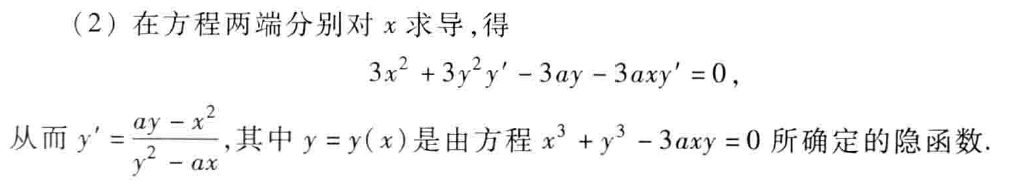 (2) 在方程两端分别对 x 求导,得
3x² + 3y²y′ − 3ay − 3axy′ = 0,
从而 y′ = \frac{ay − x²}{y² − ax},其中 y = y(x)是由方程 x³ + y³ − 3axy = 0 所确定的隐函数.